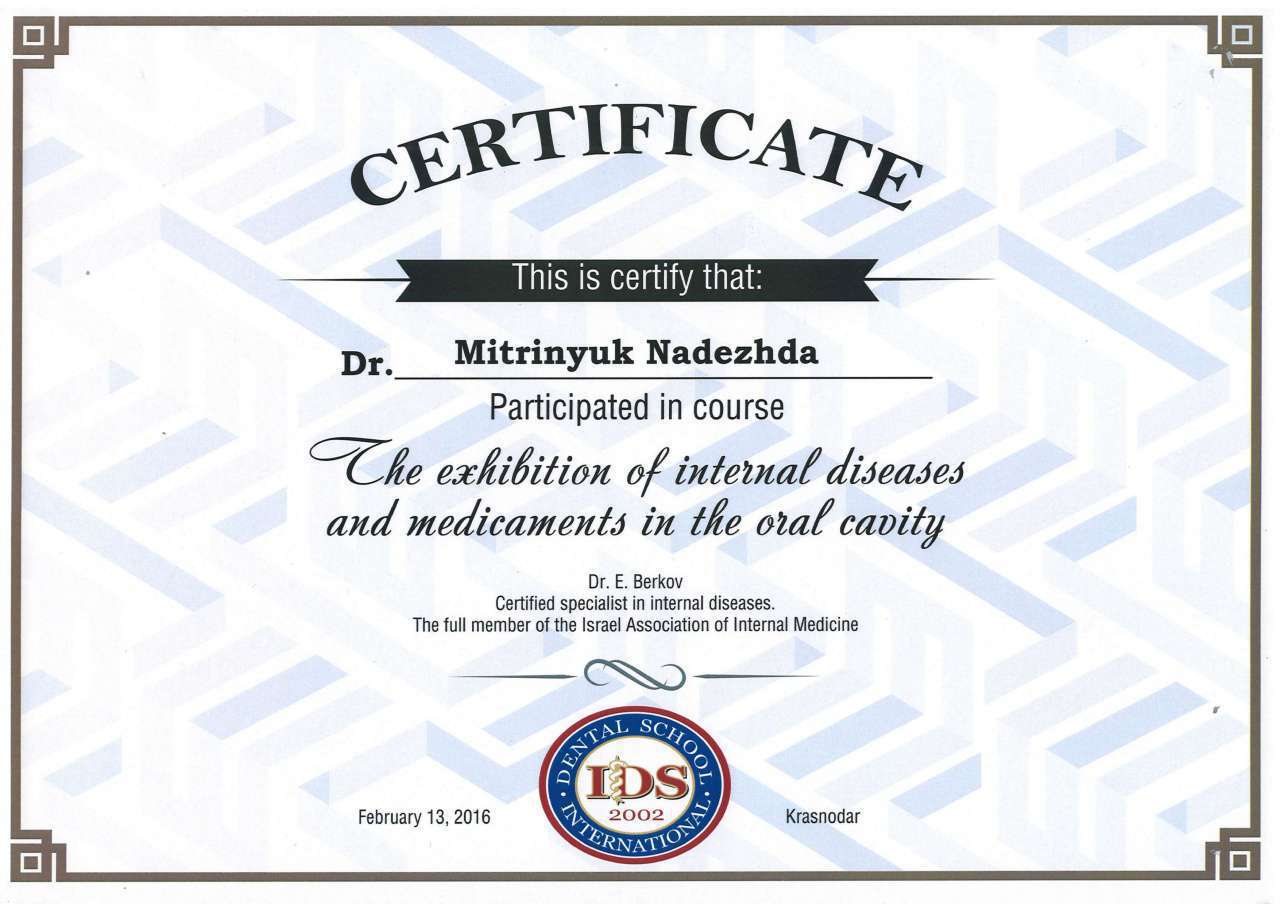 CERTIFICATE
This is certify that:
Dr. Mitrinyuk Nadezhda
Participated in course
The exhibition of internal diseases
and medicaments in the oral cavity
Dr. E. Berkov
Certified specialist in internal diseases.
The full member of the Israel Association of Internal Medicine
DENTAL SCHOOL
IDS
2002
INTERNATIONAL
February 13, 2016
Krasnodar